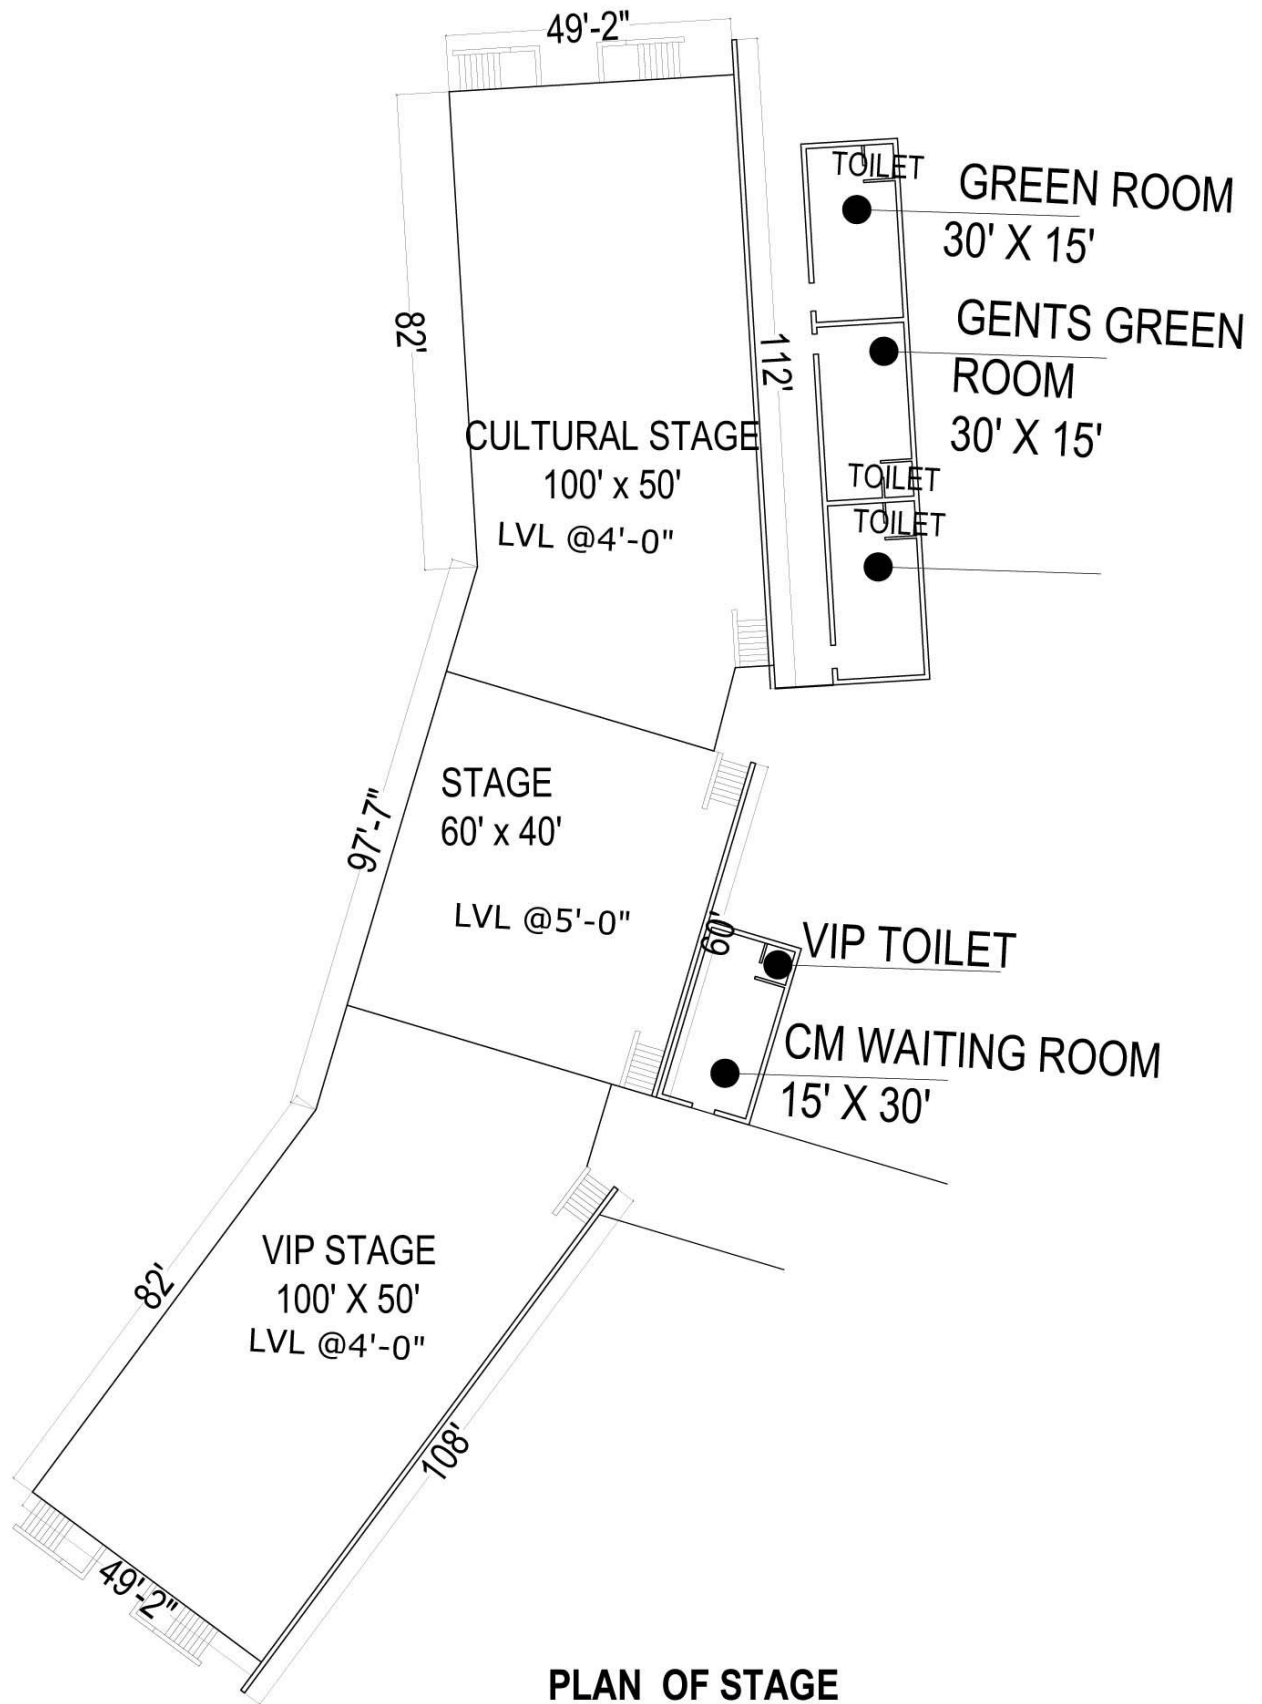 49'-2"
TOILET
GREEN ROOM
30' X 15'
82'
112'
GENTS GREEN
ROOM
30' X 15'
CULTURAL STAGE
100' x 50'
LVL @4'-0"
TOILET
TOILET
STAGE
60' x 40'
97'-7"
LVL @5'-0"
60'
VIP TOILET
CM WAITING ROOM
15' X 30'
VIP STAGE
100' X 50'
LVL @4'-0"
82'
108'
49'-2"
PLAN OF STAGE